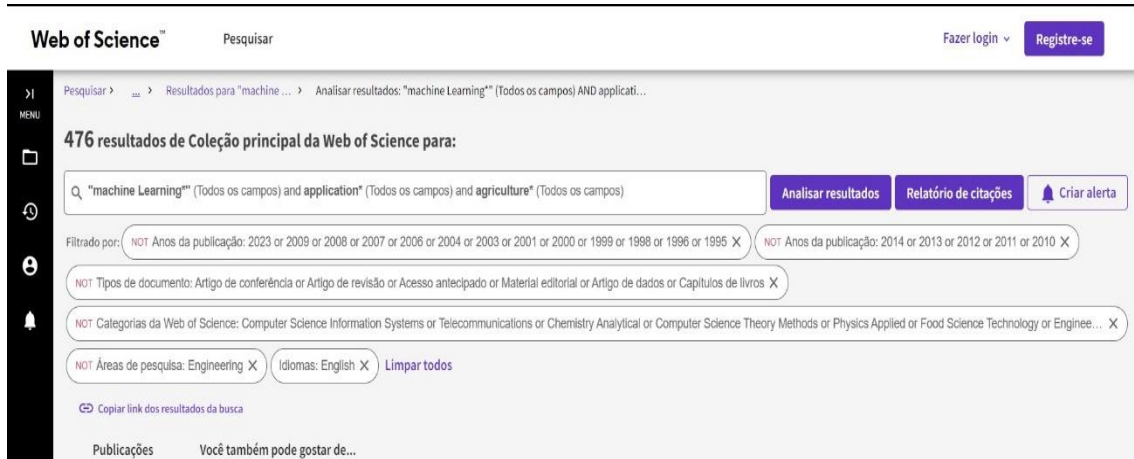 Web of Science™ Pesquisar Fazer login Registre-se
Pesquisar > ... > Resultados para "machine ... > Analisar resultados: "machine Learning*" (Todos os campos) AND applicati...
MENU
476 resultados de Coleção principal da Web of Science para:
"machine Learning*" (Todos os campos) and application* (Todos os campos) and agriculture* (Todos os campos) Analisar resultados Relatório de citações Criar alerta
Filtrado por: NOT Anos da publicação: 2023 or 2009 or 2008 or 2007 or 2006 or 2004 or 2003 or 2001 or 2000 or 1999 or 1998 or 1996 or 1995 X NOT Anos da publicação: 2014 or 2013 or 2012 or 2011 or 2010 X
NOT Tipos de documento: Artigo de conferência or Artigo de revisão or Acesso antecipado or Material editorial or Artigo de dados or Capítulos de livros X
NOT Categorias da Web of Science: Computer Science Information Systems or Telecommunications or Chemistry Analytical or Computer Science Theory Methods or Physics Applied or Food Science Technology or Enginee... X
NOT Áreas de pesquisa: Engineering X Idiomas: English X Limpar todos
Copiar link dos resultados da busca
Publicações Você também pode gostar de...